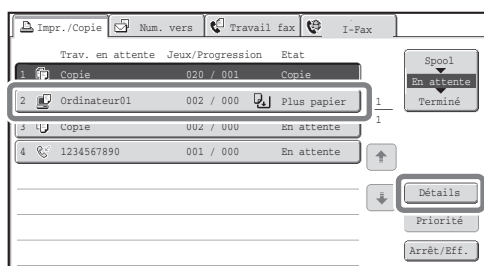 Impr./Copie Num. vers Travail fax I-Fax
Trav. en attente Jeux/Progression Etat
1 Copie 020 / 001 Copie
2 Ordinateur01 002 / 000 Plus papier
3 Copie 002 / 000 En attente
4 1234567890 001 / 000 En attente
1
1
Spool
En attente
Terminé
Détails
Priorité
Arrêt/Eff.